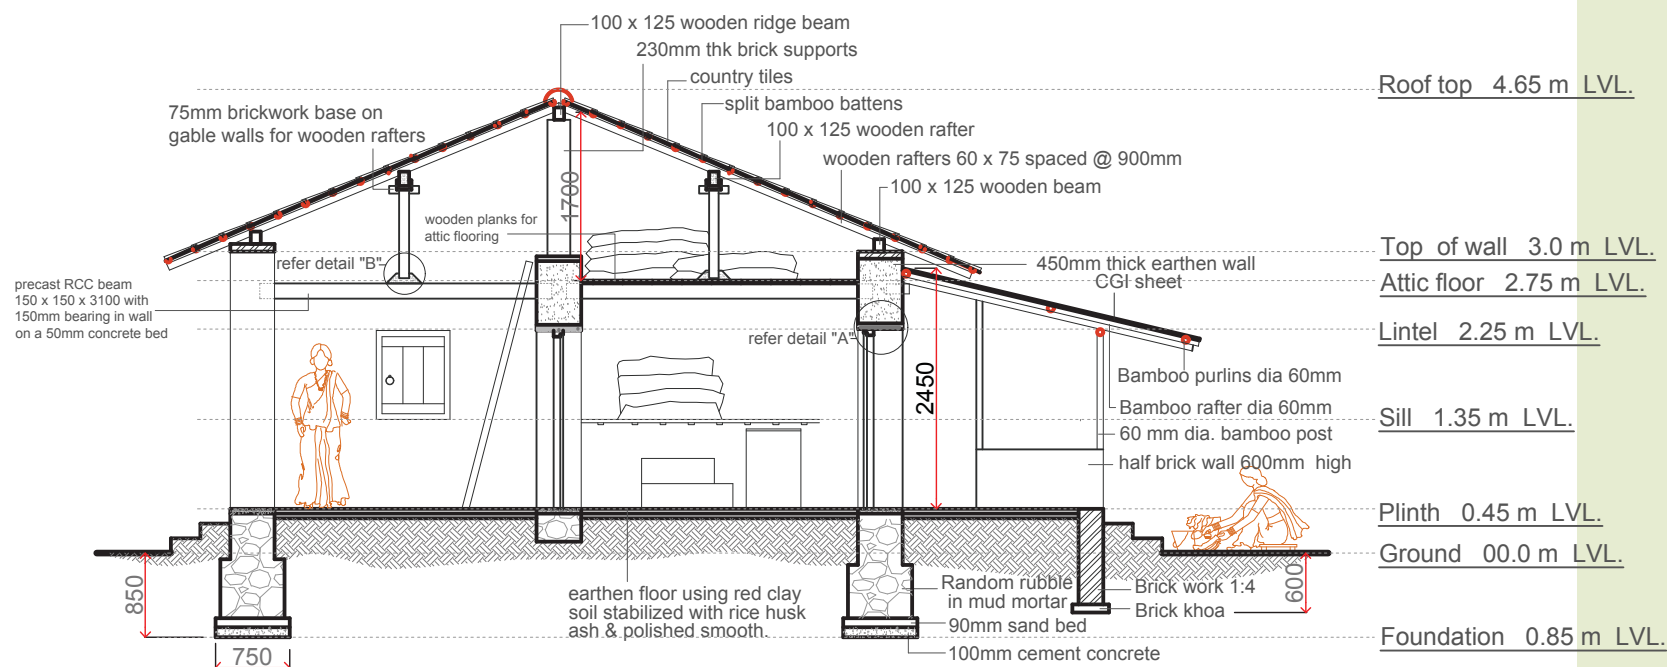 100 x 125 wooden ridge beam
230mm thk brick supports
country tiles
split bamboo battens
100 x 125 wooden rafter
wooden rafters 60 x 75 spaced @ 900mm
100 x 125 wooden beam
75mm brickwork base on
gable walls for wooden rafters
wooden planks for
attic flooring
1700
refer detail "B"
precast RCC beam
150 x 150 x 3100 with
150mm bearing in wall
on a 50mm concrete bed
450mm thick earthen wall
CGI sheet
refer detail "A"
2450
Bamboo purlins dia 60mm
Bamboo rafter dia 60mm
60 mm dia. bamboo post
half brick wall 600mm high
Roof top 4.65 m LVL.
Top of wall 3.0 m LVL.
Attic floor 2.75 m LVL.
Lintel 2.25 m LVL.
Sill 1.35 m LVL.
Plinth 0.45 m LVL.
Ground 00.0 m LVL.
Foundation 0.85 m LVL.
850
750
earthen floor using red clay
soil stabilized with rice husk
ash & polished smooth.
Random rubble
in mud mortar
90mm sand bed
100mm cement concrete
Brick work 1:4
Brick khoa
600